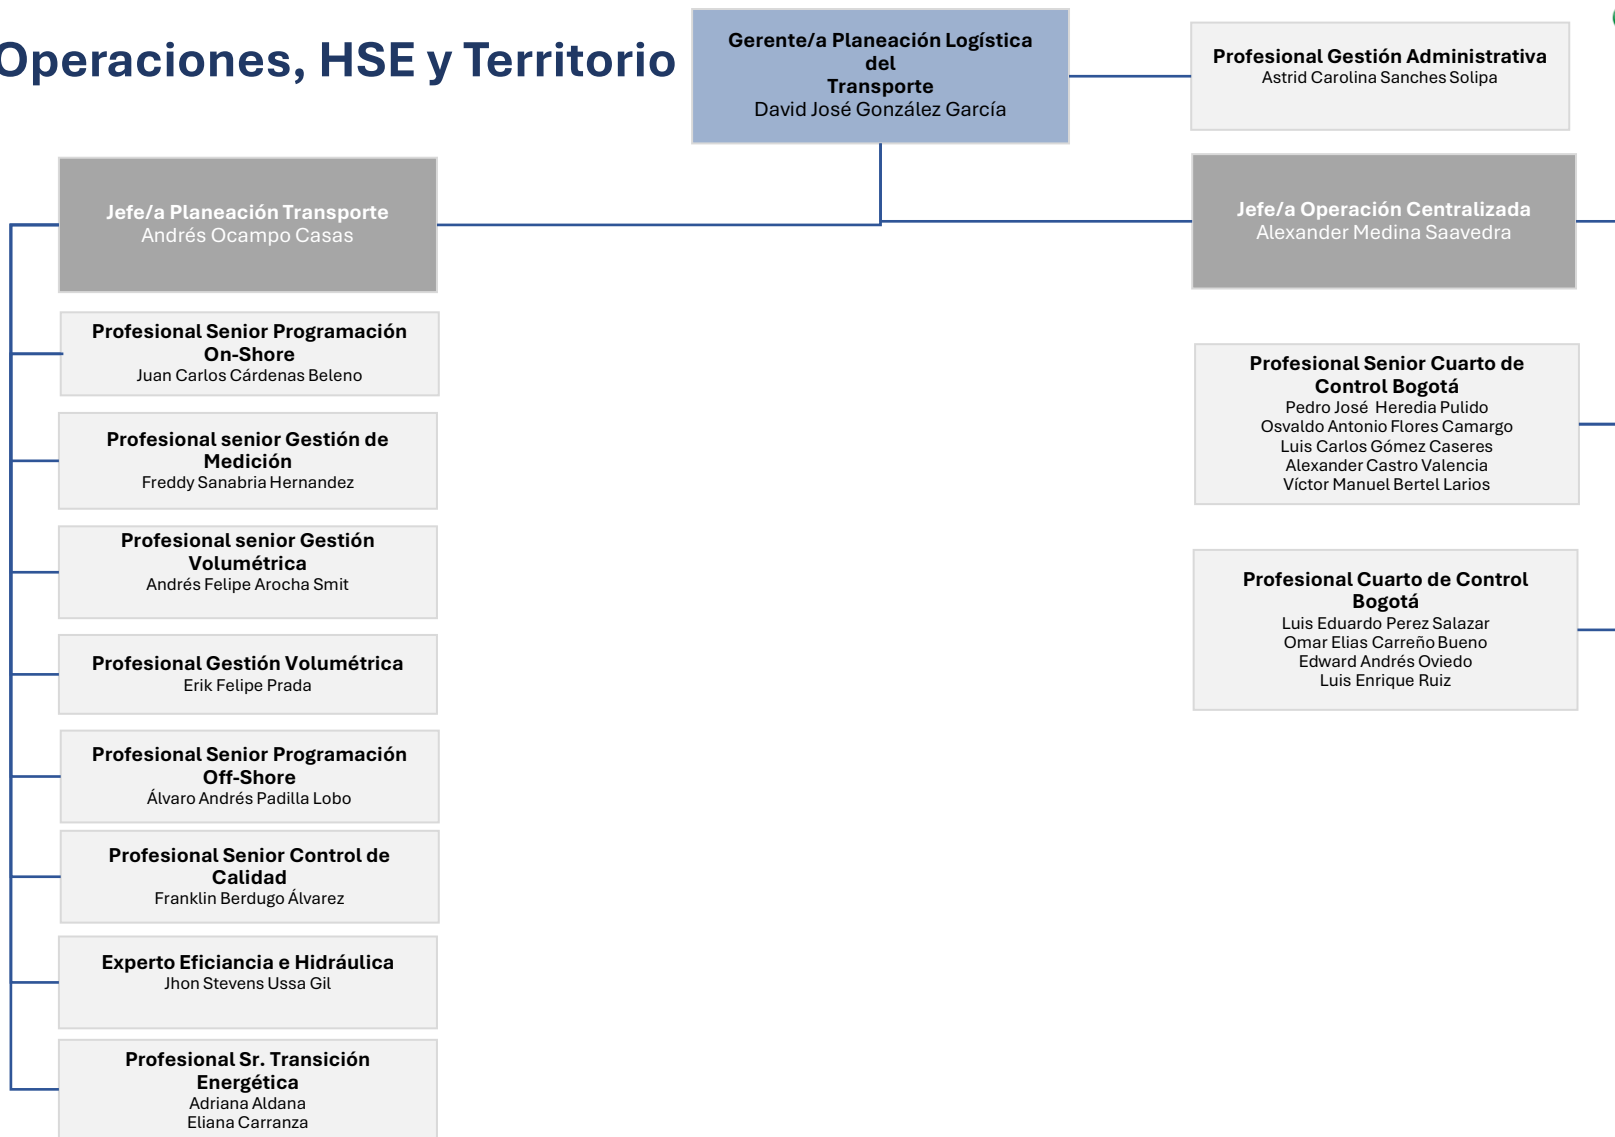 Operaciones, HSE y Territorio
Gerente/a Planeación Logística
del
Transporte
David José González García
Profesional Gestión Administrativa
Astrid Carolina Sanches Solipa
Jefe/a Planeación Transporte
Andrés Ocampo Casas
Jefe/a Operación Centralizada
Alexander Medina Saavedra
Profesional Senior Programación
On-Shore
Juan Carlos Cárdenas Beleno
Profesional senior Gestión de
Medición
Freddy Sanabria Hernandez
Profesional senior Gestión
Volumétrica
Andrés Felipe Arocha Smit
Profesional Gestión Volumétrica
Erik Felipe Prada
Profesional Senior Programación
Off-Shore
Álvaro Andrés Padilla Lobo
Profesional Senior Control de
Calidad
Franklin Berdugo Álvarez
Experto Eficiancia e Hidráulica
Jhon Stevens Ussa Gil
Profesional Sr. Transición
Energética
Adriana Aldana
Eliana Carranza
Profesional Senior Cuarto de
Control Bogotá
Pedro José Heredia Pulido
Osvaldo Antonio Flores Camargo
Luis Carlos Gómez Caseres
Alexander Castro Valencia
Víctor Manuel Bertel Larios
Profesional Cuarto de Control
Bogotá
Luis Eduardo Perez Salazar
Omar Elias Carreño Bueno
Edward Andrés Oviedo
Luis Enrique Ruiz